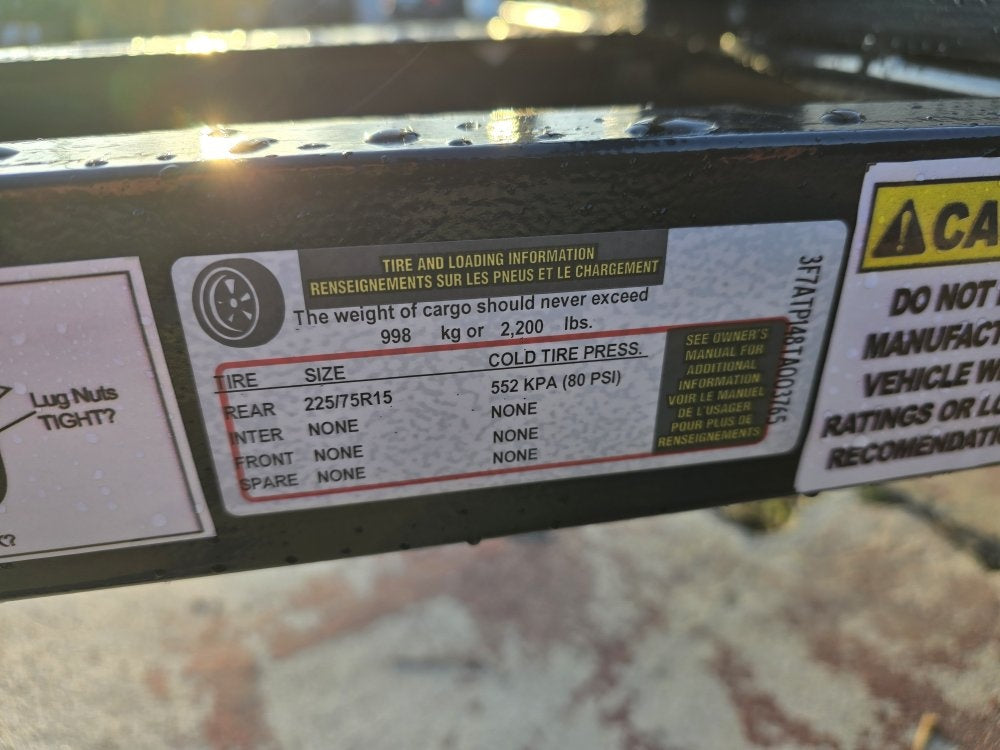 Lug Nuts
TIGHT?
TIRE AND LOADING INFORMATION
RENSEIGNEMENTS SUR LES PNEUS ET LE CHARGEMENT
The weight of cargo should never exceed
998 kg or 2,200 lbs.
TIRE SIZE COLD TIRE PRESS.
REAR 225/75R15 552 KPA (80 PSI)
INTER NONE NONE
FRONT NONE NONE
SPARE NONE NONE
SEE OWNER'S
MANUAL FOR
ADDITIONAL
INFORMATION
VOIR LE MANUEL
DE L'USAGER
POUR PLUS DE
RENSEIGNEMENTS
CA
DO NOT
MANUFACT
VEHICLE W
RATINGS OR L
RECOMENDATI